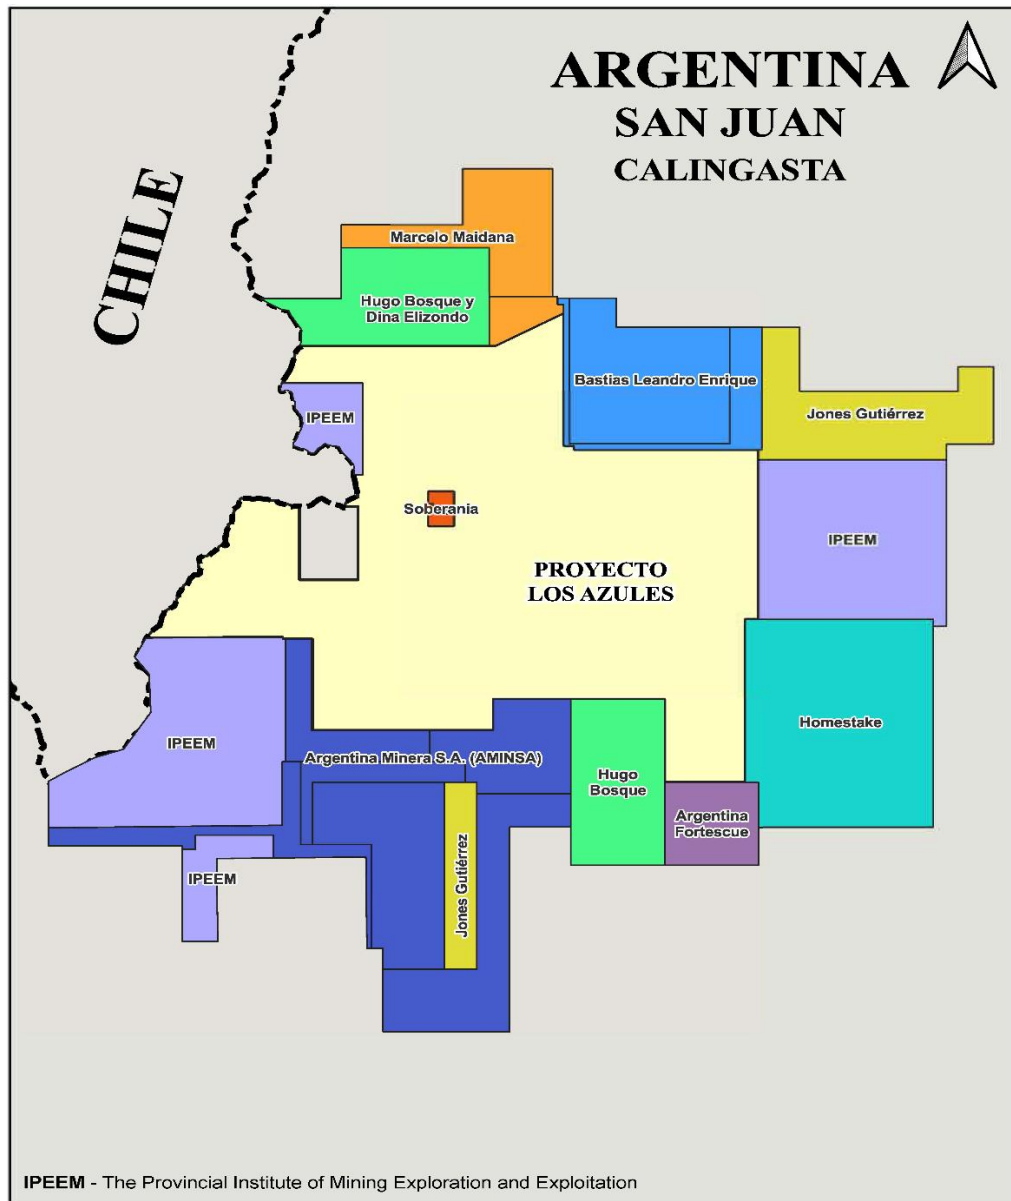 ARGENTINA
SAN JUAN
CALINGASTA
CHILE
Marcelo Maidana
Hugo Bosque y
Dina Elizondo
Bastias Leandro Enrique
Jones Gutiérrez
IPEEM
Soberania
IPEEM
PROYECTO
LOS AZULES
Homestake
IPEEM
Argentina Minera S.A. (AMINSA)
Hugo
Bosque
Argentina
Fortescue
Jones Gutiérrez
IPEEM
IPEEM - The Provincial Institute of Mining Exploration and Exploitation